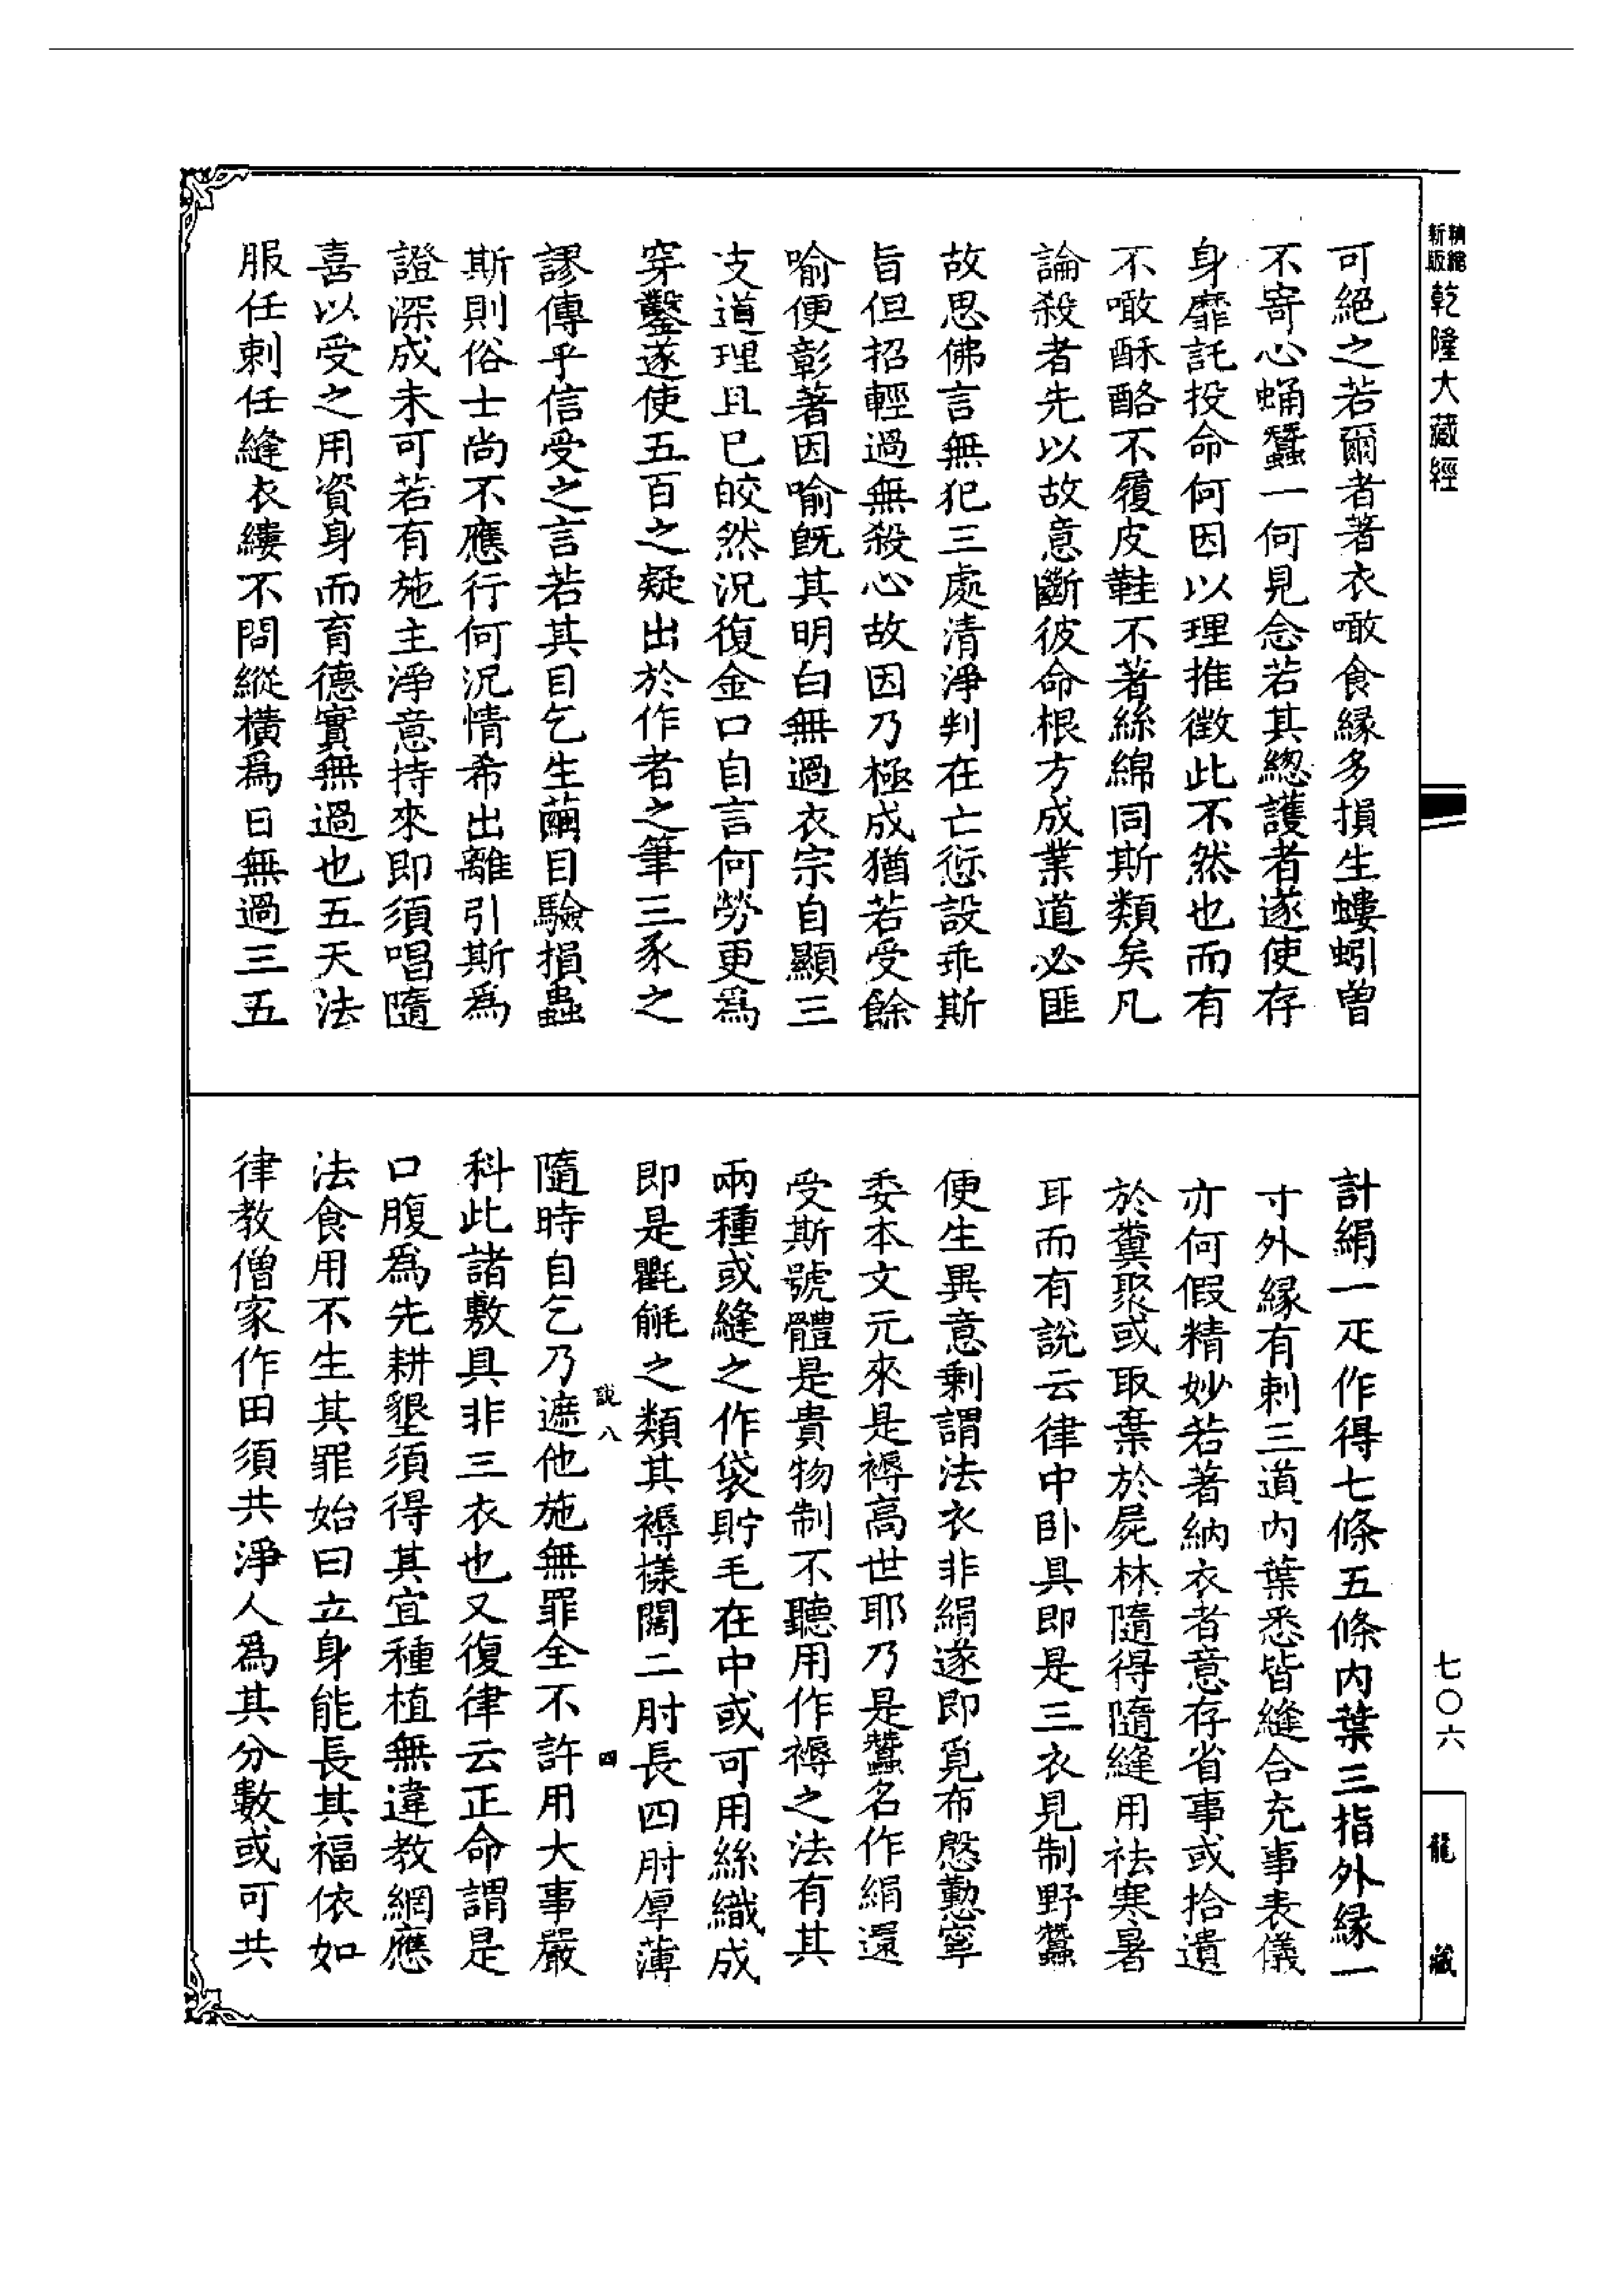 精縮新版乾隆大藏經
可絕之若爾者著衣噉食緣多損生螻蚓曾
不寄心蛹蠶一何見念若其總護者遂使存
身靡託投命何因以理推徵此不然也而有
不噉酥酪不履皮鞋不著絲綿同斯類矣凡
論殺者先以故意斷彼命根方成業道必匪
故思佛言無犯三處清淨判在亡愆設乖斯
旨但招輕過無殺心故因乃極成猶若受餘
喻便彰著因喻旣其明白無過衣宗自顯三
支道理且已皎然況復金口自言何勞更爲
穿鑿遂使五百之疑出於作者之筆三豕之
謬傳乎信受之言若其自乞生繭目驗損蟲
斯則俗士尚不應行何況情希出離引斯爲
證深成未可若有施主淨意持來即須唱隨
喜以受之用資身而育德實無過也五天法
服任刺任縫衣縷不問縱橫爲日無過三五
計絹一疋作得七條五條內葉三指外緣一
寸外緣有刺三道內葉悉皆縫合充事表儀
亦何假精妙若著納衣者意存省事或拾遺
於糞聚或取棄於屍林隨得隨縫用祛寒暑
耳而有說云律中臥具即是三衣見制野蠶
便生異意剩謂法衣非絹遂即覓布慇懃寧
委本文元來是褥高世耶乃是蠶名作絹還
受斯號體是貴物制不聽用作褥之法有其
兩種或縫之作袋貯毛在中或可用絲織成
即是氍毹之類其褥樣闊二肘長四肘厚薄
說八 四
隨時自乞乃遮他施無罪全不許用大事嚴
科此諸敷具非三衣也又復律云正命謂是
口腹爲先耕墾須得其宜種植無違教網應
法食用不生其罪始曰立身能長其福依如
律教僧家作田須共淨人爲其分數或可共
七〇六
龍藏